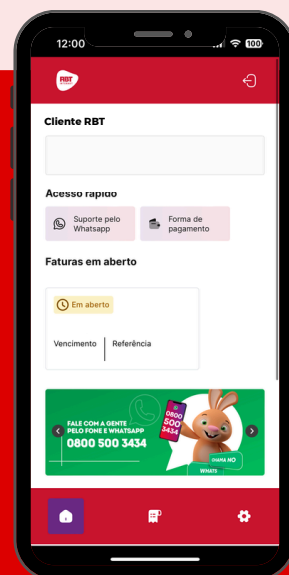 12:00
100
RBT
Cliente RBT
Acesso rápido
Suporte pelo
Whatsapp
Forma de
pagamento
Faturas em aberto
Em aberto
Vencimento
Referência
FALE COM A GENTE
PELO FONE E WHATSAPP
0800 500 3434
0800
500
3434
CHAMA NO
WHATS